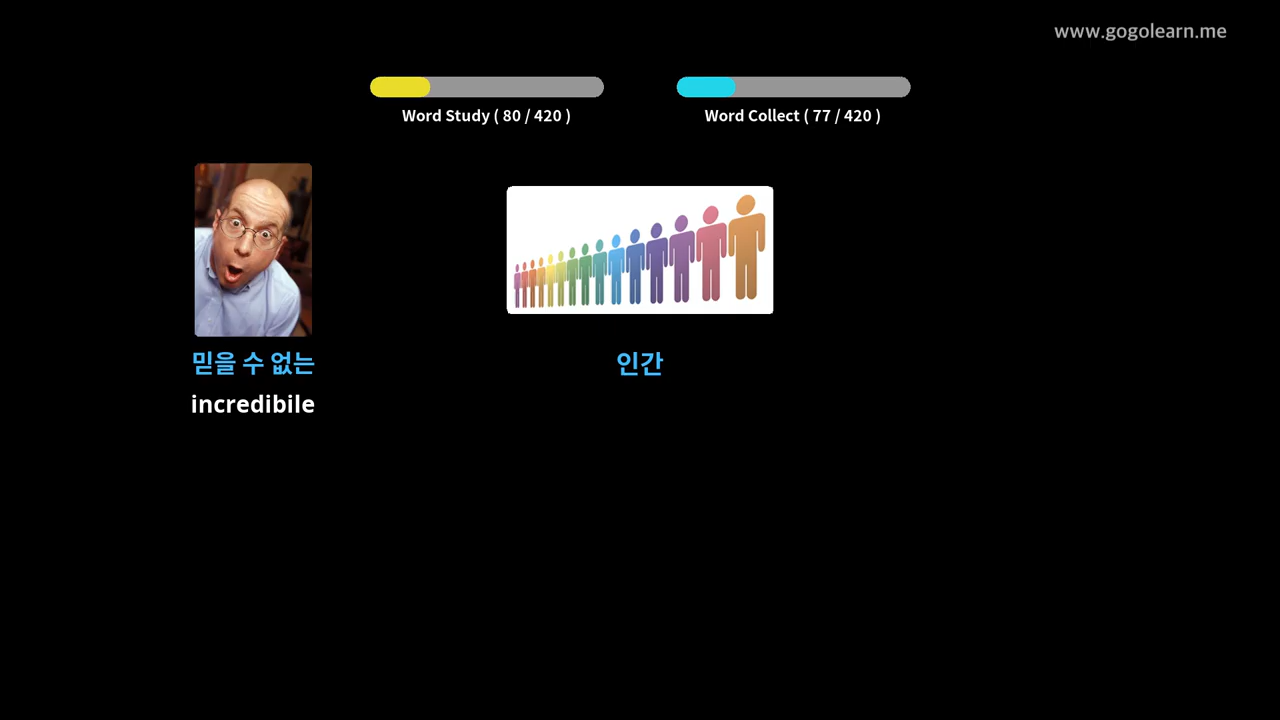 www.gogolearn.me
Word Study ( 80 / 420 )
Word Collect ( 77 / 420 )
믿을 수 없는
incredibile
인간